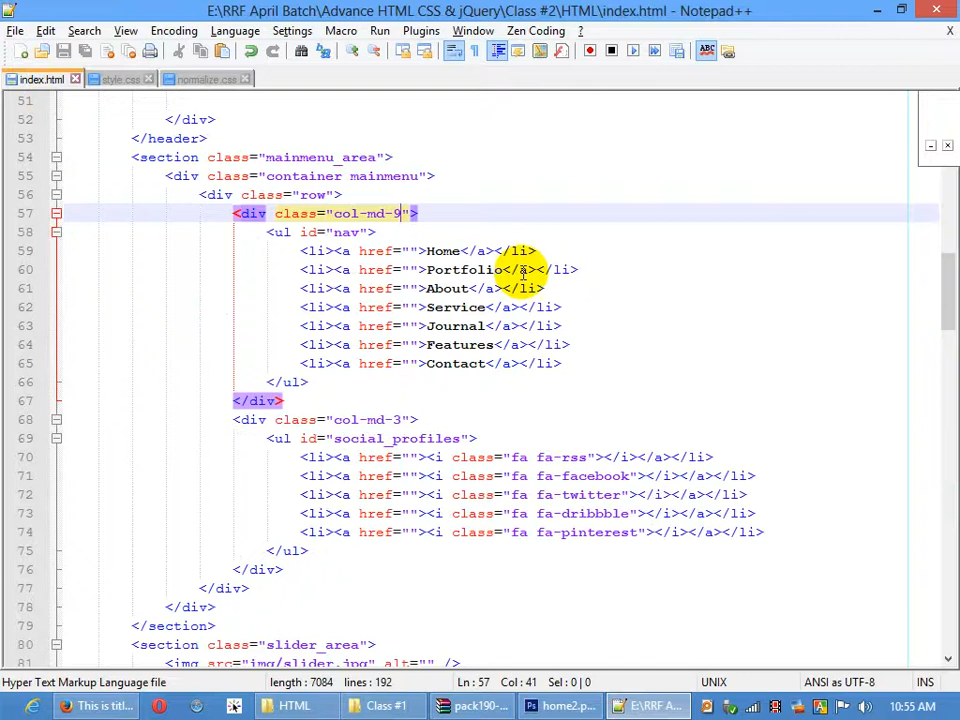 E:\RRF April Batch\Advance HTML CSS & jQuery\Class #2\HTML\index.html - Notepad++
File Edit Search View Encoding Language Settings Macro Run Plugins Window Zen Coding ? X
index.html style.css normalize.css
51
52 </div>
53 </header>
54 <section class="mainmenu_area">
55 <div class="container mainmenu">
56 <div class="row">
57 <div class="col-md-9">
58 <ul id="nav">
59 <li><a href="">Home</a></li>
60 <li><a href="">Portfolio</a></li>
61 <li><a href="">About</a></li>
62 <li><a href="">Service</a></li>
63 <li><a href="">Journal</a></li>
64 <li><a href="">Features</a></li>
65 <li><a href="">Contact</a></li>
66 </ul>
67 </div>
68 <div class="col-md-3">
69 <ul id="social_profiles">
70 <li><a href=""><i class="fa fa-rss"></i></a></li>
71 <li><a href=""><i class="fa fa-facebook"></i></a></li>
72 <li><a href=""><i class="fa fa-twitter"></i></a></li>
73 <li><a href=""><i class="fa fa-dribbble"></i></a></li>
74 <li><a href=""><i class="fa fa-pinterest"></i></a></li>
75 </ul>
76 </div>
77 </div>
78 </div>
79 </section>
80 <section class="slider_area">
81 <img src="img/slider.jpg" alt="" />
Hyper Text Markup Language file length : 7084 lines : 192 Ln : 57 Col : 41 Sel : 0 | 0 UNIX ANSI as UTF-8 INS
This is titl... HTML Class #1 pack190-... home2.p... E:\RRF A... 10:55 AM